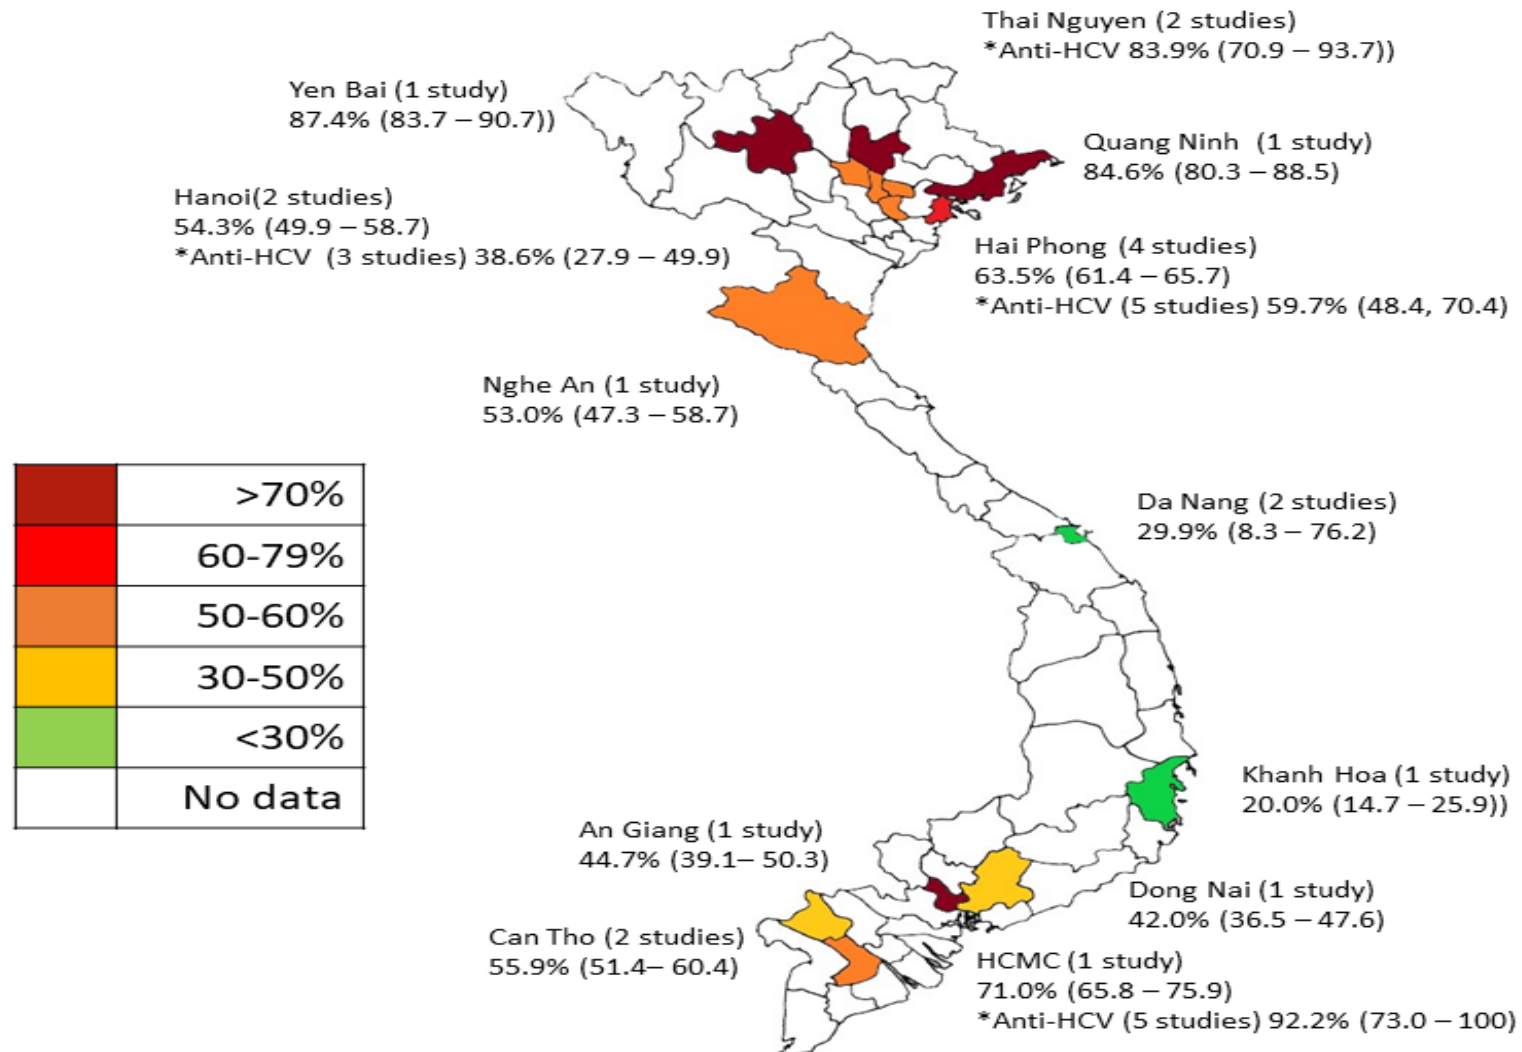 Thai Nguyen (2 studies)
*Anti-HCV 83.9% (70.9 – 93.7))
Yen Bai (1 study)
87.4% (83.7 – 90.7))
Quang Ninh (1 study)
84.6% (80.3 – 88.5)
Hanoi(2 studies)
54.3% (49.9 – 58.7)
*Anti-HCV (3 studies) 38.6% (27.9 – 49.9)
Hai Phong (4 studies)
63.5% (61.4 – 65.7)
*Anti-HCV (5 studies) 59.7% (48.4, 70.4)
Nghe An (1 study)
53.0% (47.3 – 58.7)
>70%
60-79%
50-60%
30-50%
<30%
No data
Da Nang (2 studies)
29.9% (8.3 – 76.2)
Khanh Hoa (1 study)
20.0% (14.7 – 25.9))
An Giang (1 study)
44.7% (39.1– 50.3)
Dong Nai (1 study)
42.0% (36.5 – 47.6)
Can Tho (2 studies)
55.9% (51.4– 60.4)
HCMC (1 study)
71.0% (65.8 – 75.9)
*Anti-HCV (5 studies) 92.2% (73.0 – 100)